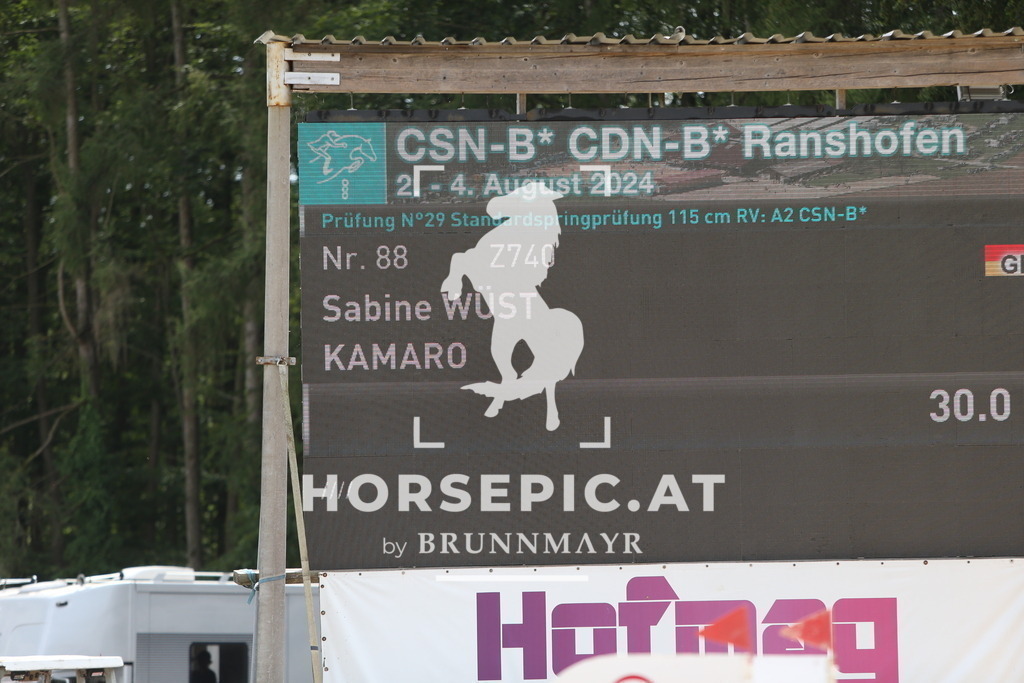 CSN-B* CDN-B* Ranshofen
2. - 4. August 2024
Prüfung N°29 Standardspringprüfung 115 cm RV: A2 CSN-B*
Nr. 88 Z740
Sabine WÜST
KAMARO
30.0
HORSEPIC.AT
by BRUNNMAYR
Hofmag